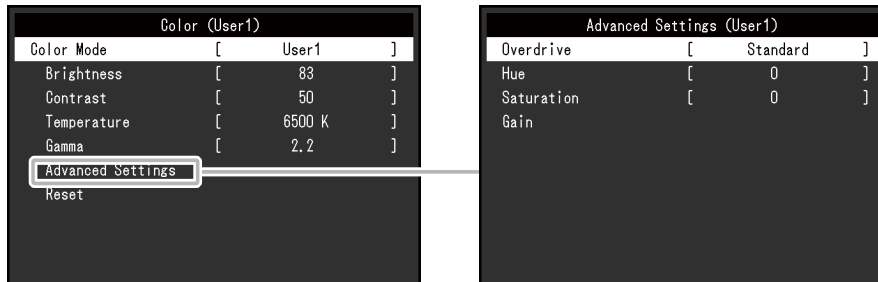 Color (User1)
Color Mode [ User1 ]
Brightness [ 83 ]
Contrast [ 50 ]
Temperature [ 6500 K ]
Gamma [ 2.2 ]
Advanced Settings
Reset
Advanced Settings (User1)
Overdrive [ Standard ]
Hue [ 0 ]
Saturation [ 0 ]
Gain